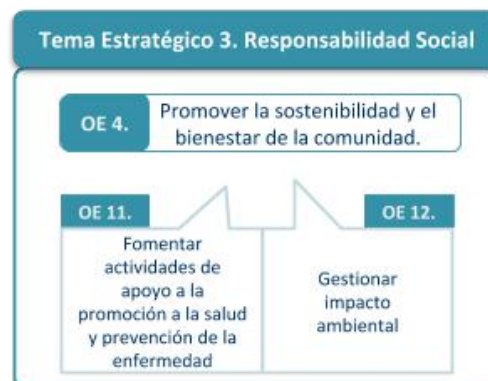 Tema Estratégico 3. Responsabilidad Social
OE 4.
Promover la sostenibilidad y el
bienestar de la comunidad.
OE 11.
Fomentar
actividades de
apoyo a la
promoción a la salud
y prevención de la
enfermedad
OE 12.
Gestionar
impacto
ambiental